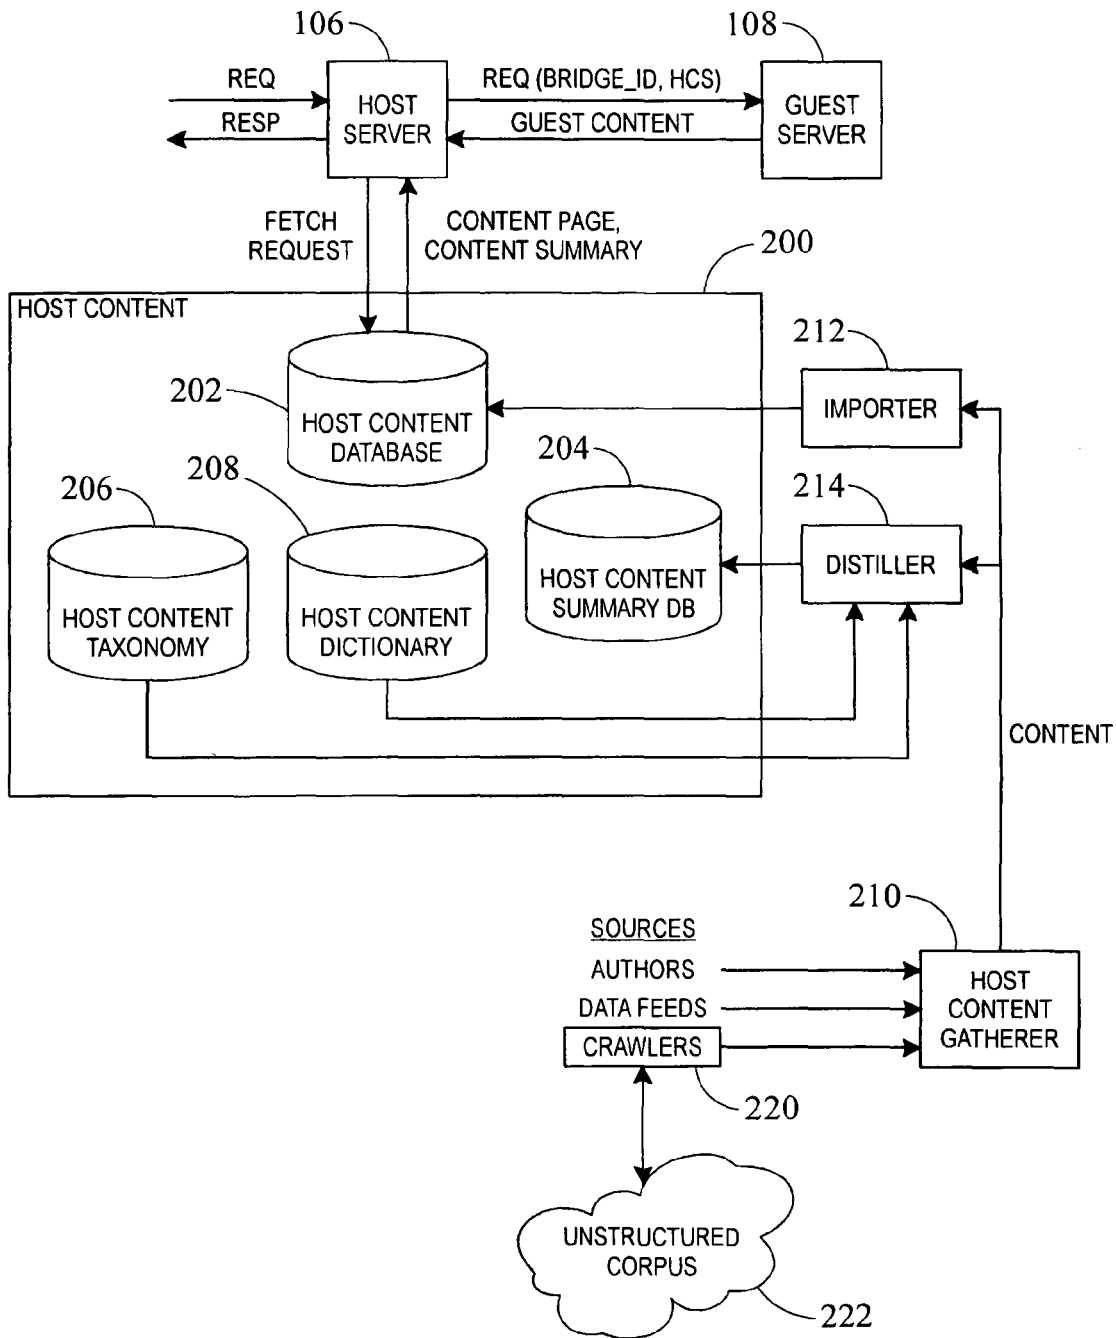 106
108
REQ
REQ (BRIDGE_ID, HCS)
HOST
SERVER
GUEST
SERVER
RESP
GUEST CONTENT
FETCH
REQUEST
CONTENT PAGE,
CONTENT SUMMARY
200
HOST CONTENT
212
202
IMPORTER
HOST CONTENT
DATABASE
204
206
208
214
DISTILLER
HOST CONTENT
SUMMARY DB
HOST CONTENT
TAXONOMY
HOST CONTENT
DICTIONARY
CONTENT
210
SOURCES
AUTHORS
DATA FEEDS
CRAWLERS
HOST
CONTENT
GATHERER
220
UNSTRUCTURED
CORPUS
222